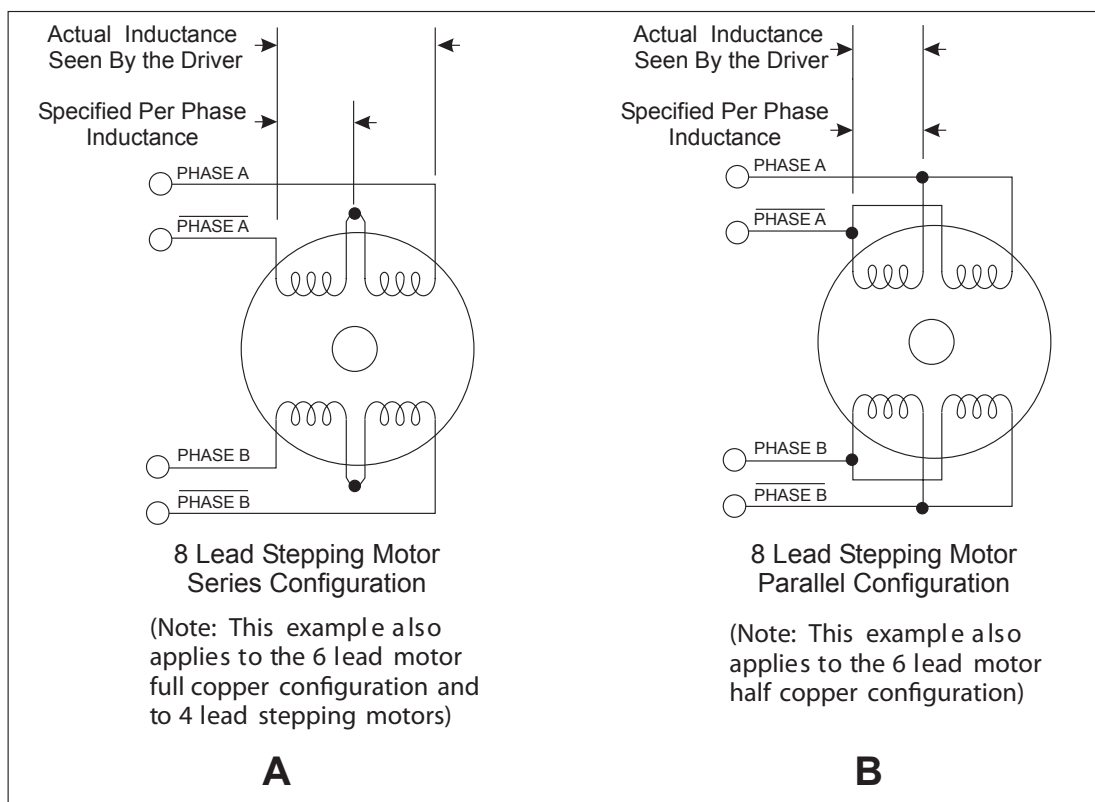 Actual Inductance
Seen By the Driver
Specified Per Phase
Inductance
PHASE A
PHASE A
PHASE B
PHASE B
8 Lead Stepping Motor
Series Configuration
(Note: This example also
applies to the 6 lead motor
full copper configuration and
to 4 lead stepping motors)
A
Actual Inductance
Seen By the Driver
Specified Per Phase
Inductance
PHASE A
PHASE A
PHASE B
PHASE B
8 Lead Stepping Motor
Parallel Configuration
(Note: This example also
applies to the 6 lead motor
half copper configuration)
B